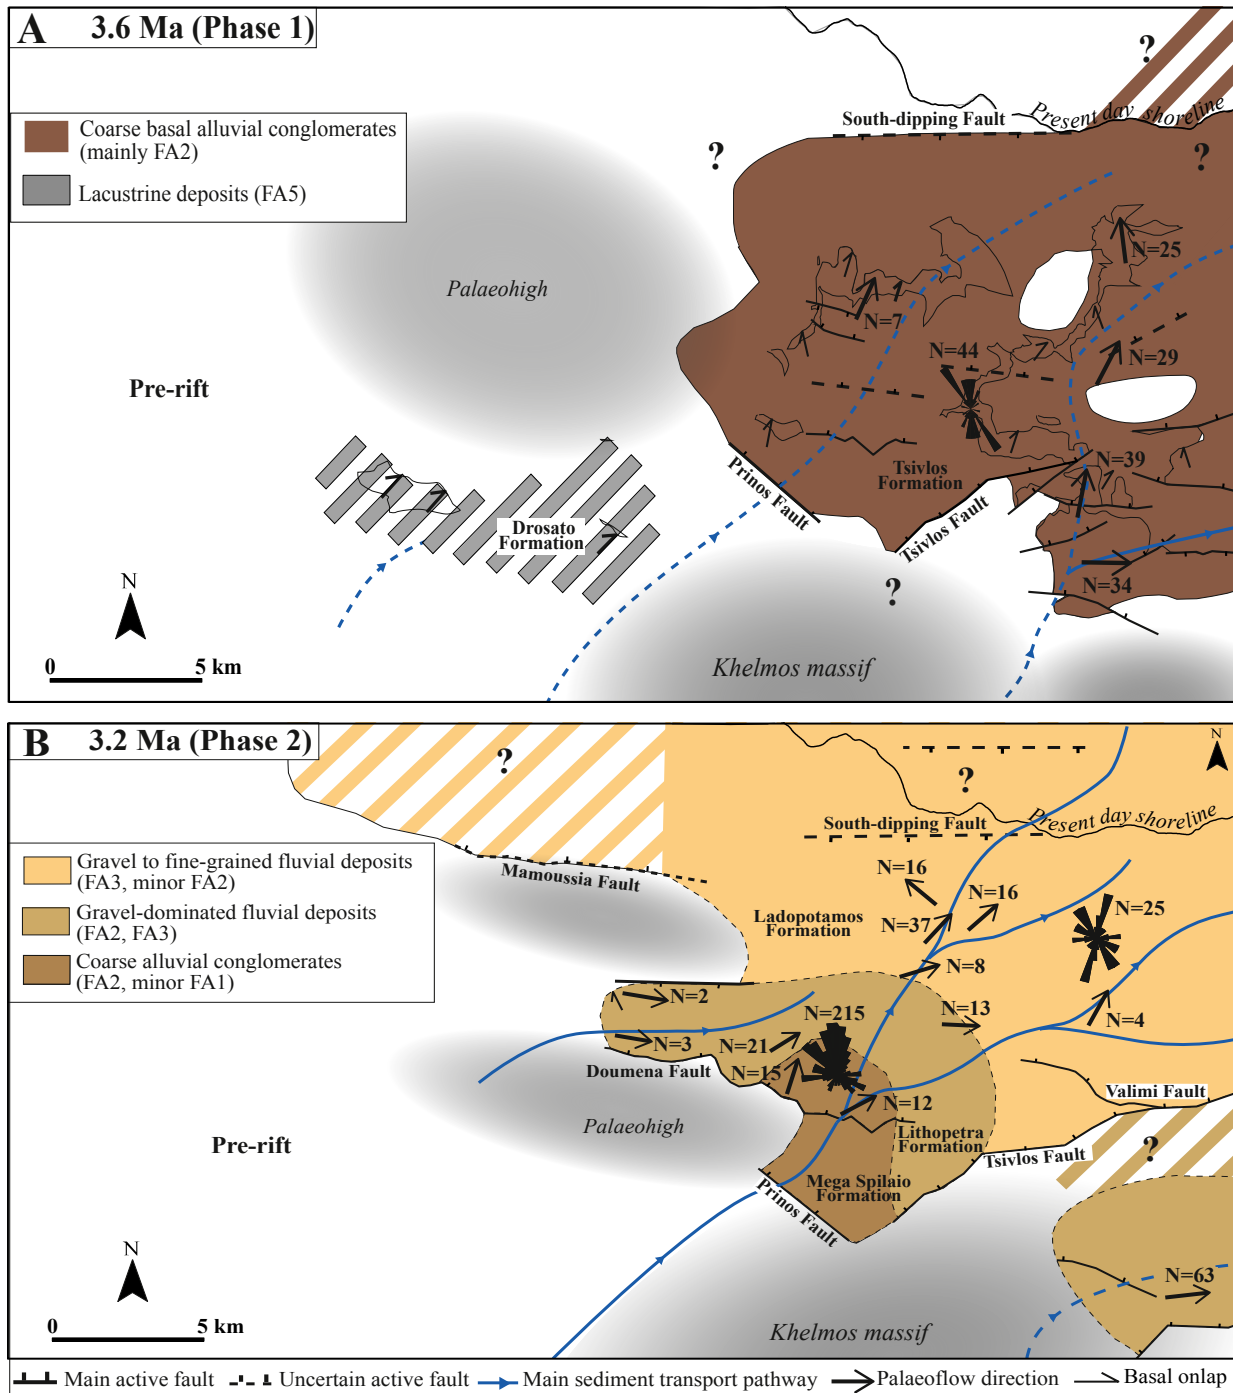 A 3.6 Ma (Phase 1)
Coarse basal alluvial conglomerates
(mainly FA2)
Lacustrine deposits (FA5)
?
South-dipping Fault
Present day shoreline
?
?
Palaeohigh
N=25
N=7
N=44
N=29
Pre-rift
Prinos Fault
Tsivlos
Formation
N=39
Tsivlos Fault
Drosato
Formation
?
N=34
N
0 5 km
Khelmos massif
B 3.2 Ma (Phase 2)
N
?
?
Gravel to fine-grained fluvial deposits
(FA3, minor FA2)
Gravel-dominated fluvial deposits
(FA2, FA3)
Coarse alluvial conglomerates
(FA2, minor FA1)
Present day shoreline
South-dipping Fault
Mamoussia Fault
N=16
N=16
N=25
Ladopotamos
Formation
N=37
N=8
N=2
N=215
N=13
N=4
N=3
N=21
Doumena Fault
N=15
N=12
Valimi Fault
Palaeohigh
Lithopetra
Formation
Tsivlos Fault
?
Pre-rift
Mega Spilaio
Formation
Prinos Fault
N
N=63
0 5 km
Khelmos massif
Main active fault Uncertain active fault Main sediment transport pathway Palaeoflow direction Basal onlap